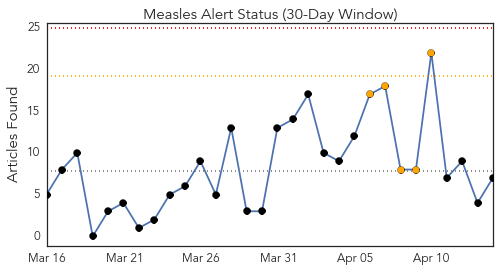 Measles Alert Status (30-Day Window)
Articles Found
25
20
15
10
5
0
Mar 16 Mar 21 Mar 26 Mar 31 Apr 05 Apr 10